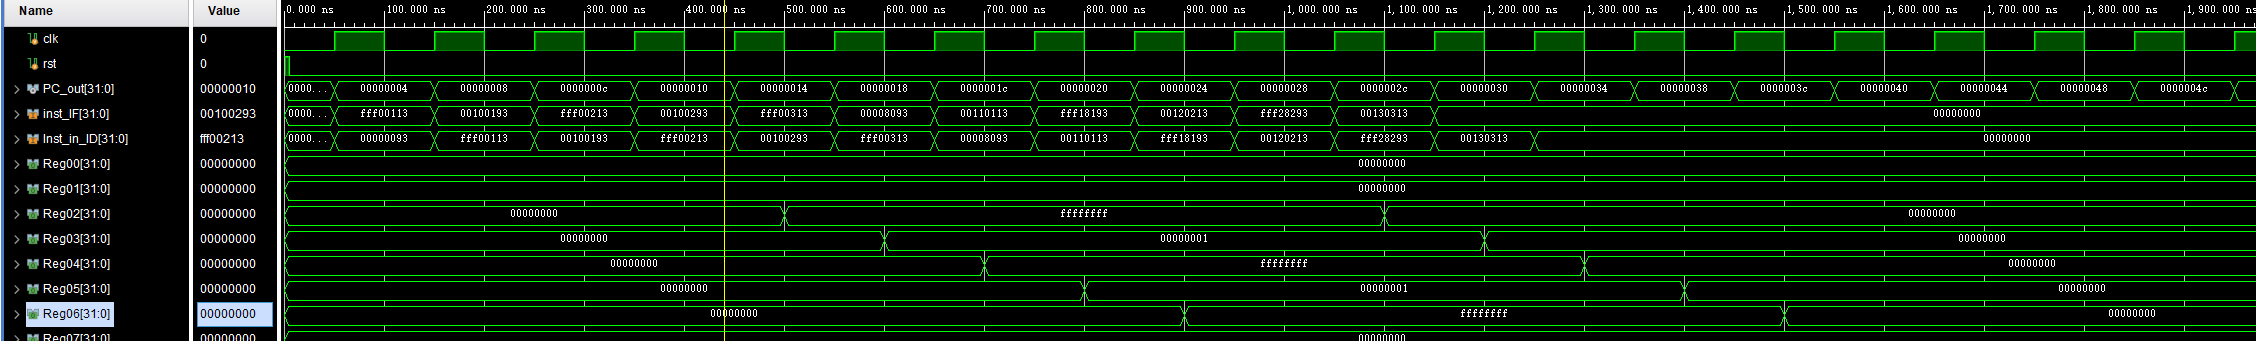 Name Value 0.000 ns 100.000 ns 200.000 ns 300.000 ns 400.000 ns 500.000 ns 600.000 ns 700.000 ns 800.000 ns 900.000 ns 1,000.000 ns 1,100.000 ns 1,200.000 ns 1,300.000 ns 1,400.000 ns 1,500.000 ns 1,600.000 ns 1,700.000 ns 1,800.000 ns 1,900.000 ns
clk 0
rst 0
PC_out[31:0] 00000010 0000... 00000004 00000008 0000000c 00000010 00000014 00000018 0000001c 00000020 00000024 00000028 0000002c 00000030 00000034 00000038 0000003c 00000040 00000044 00000048 0000004c
inst_IF[31:0] 00100293 0000... fff00113 00100193 fff00213 00100293 fff00313 00008093 00110113 fff18193 00120213 fff28293 00130313 00000000
Inst_in_ID[31:0] fff00213 0000... 00000093 fff00113 00100193 fff00213 00100293 fff00313 00008093 00110113 fff18193 00120213 fff28293 00130313 00000000
Reg00[31:0] 00000000 00000000
Reg01[31:0] 00000000 00000000
Reg02[31:0] 00000000 00000000 ffffffff 00000000
Reg03[31:0] 00000000 00000000 00000001 00000000
Reg04[31:0] 00000000 00000000 ffffffff 00000000
Reg05[31:0] 00000000 00000000 00000001 00000000
Reg06[31:0] 00000000 00000000 ffffffff 00000000
Reg07[31:0] 00000000 00000000